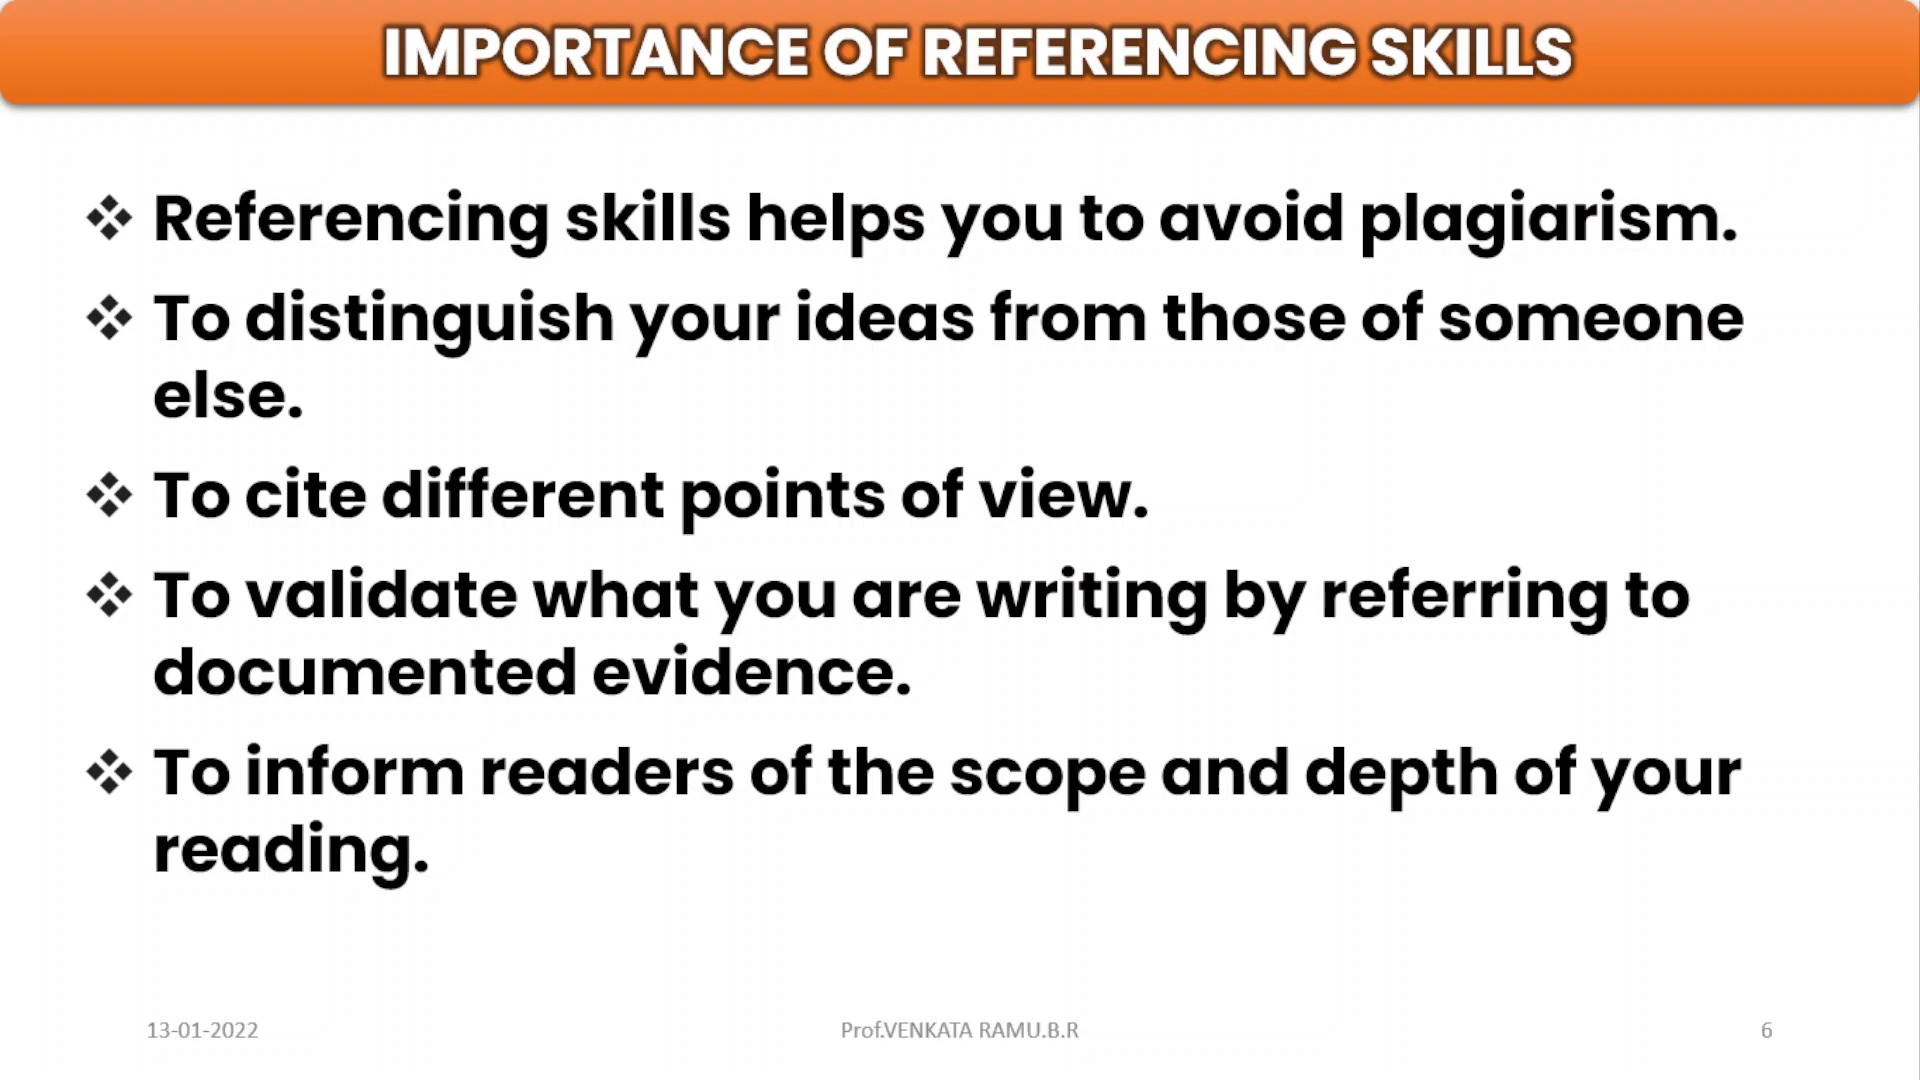 IMPORTANCE OF REFERENCING SKILLS
❖ Referencing skills helps you to avoid plagiarism.
❖ To distinguish your ideas from those of someone
else.
❖ To cite different points of view.
❖ To validate what you are writing by referring to
documented evidence.
❖ To inform readers of the scope and depth of your
reading.
13-01-2022
Prof.VENKATA RAMU.B.R
6